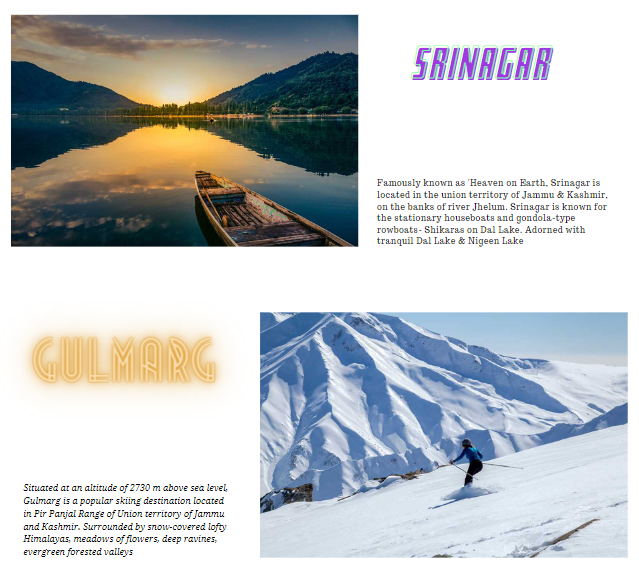 SRINAGAR
Famously known as 'Heaven on Earth, Srinagar is
located in the union territory of Jammu & Kashmir,
on the banks of river Jhelum. Srinagar is known for
the stationary houseboats and gondola-type
rowboats- Shikaras on Dal Lake. Adorned with
tranquil Dal Lake & Nigeen Lake
GULMARG
Situated at an altitude of 2730 m above sea level,
Gulmarg is a popular skiing destination located
in Pir Panjal Range of Union territory of Jammu
and Kashmir. Surrounded by snow-covered lofty
Himalayas, meadows of flowers, deep ravines,
evergreen forested valleys